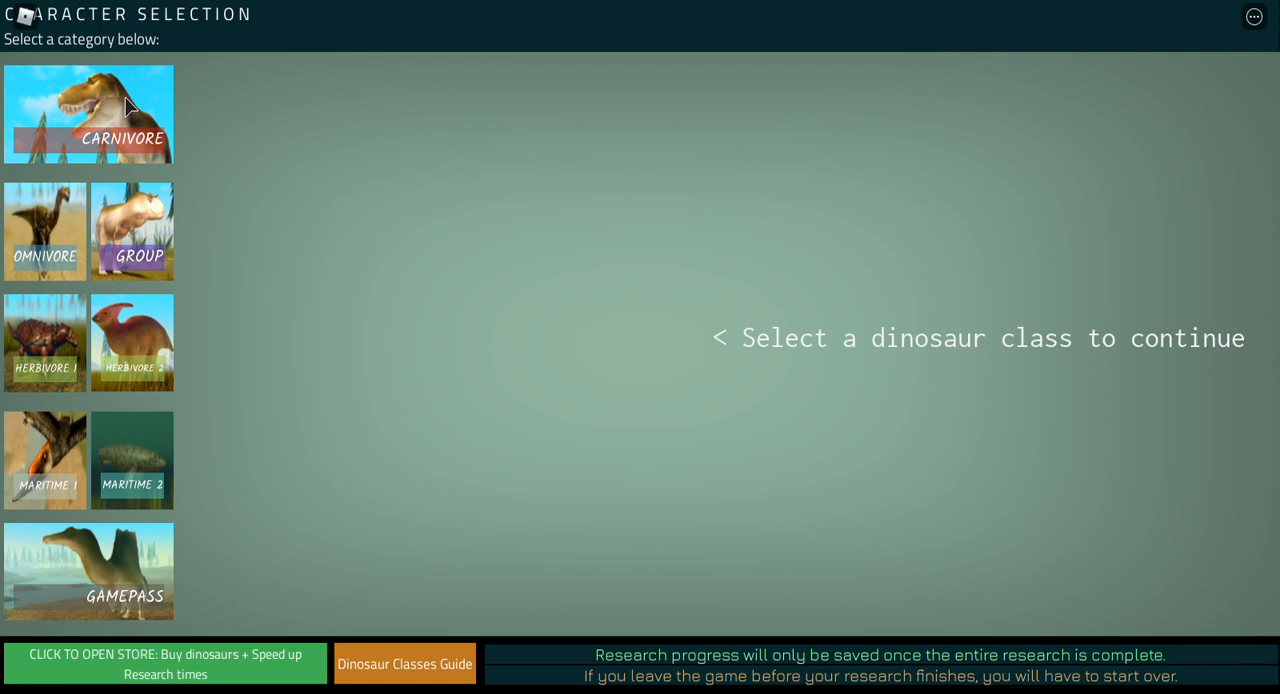 CHARACTER SELECTION
Select a category below:
CARNIVORE
OMNIVORE
GROUP
HERBIVORE 1
HERBIVORE 2
< Select a dinosaur class to continue
MARITIME 1
MARITIME 2
GAMEPASS
CLICK TO OPEN STORE: Buy dinosaurs + Speed up
Research times
Dinosaur Classes Guide
Research progress will only be saved once the entire research is complete.
If you leave the game before your research finishes, you will have to start over.